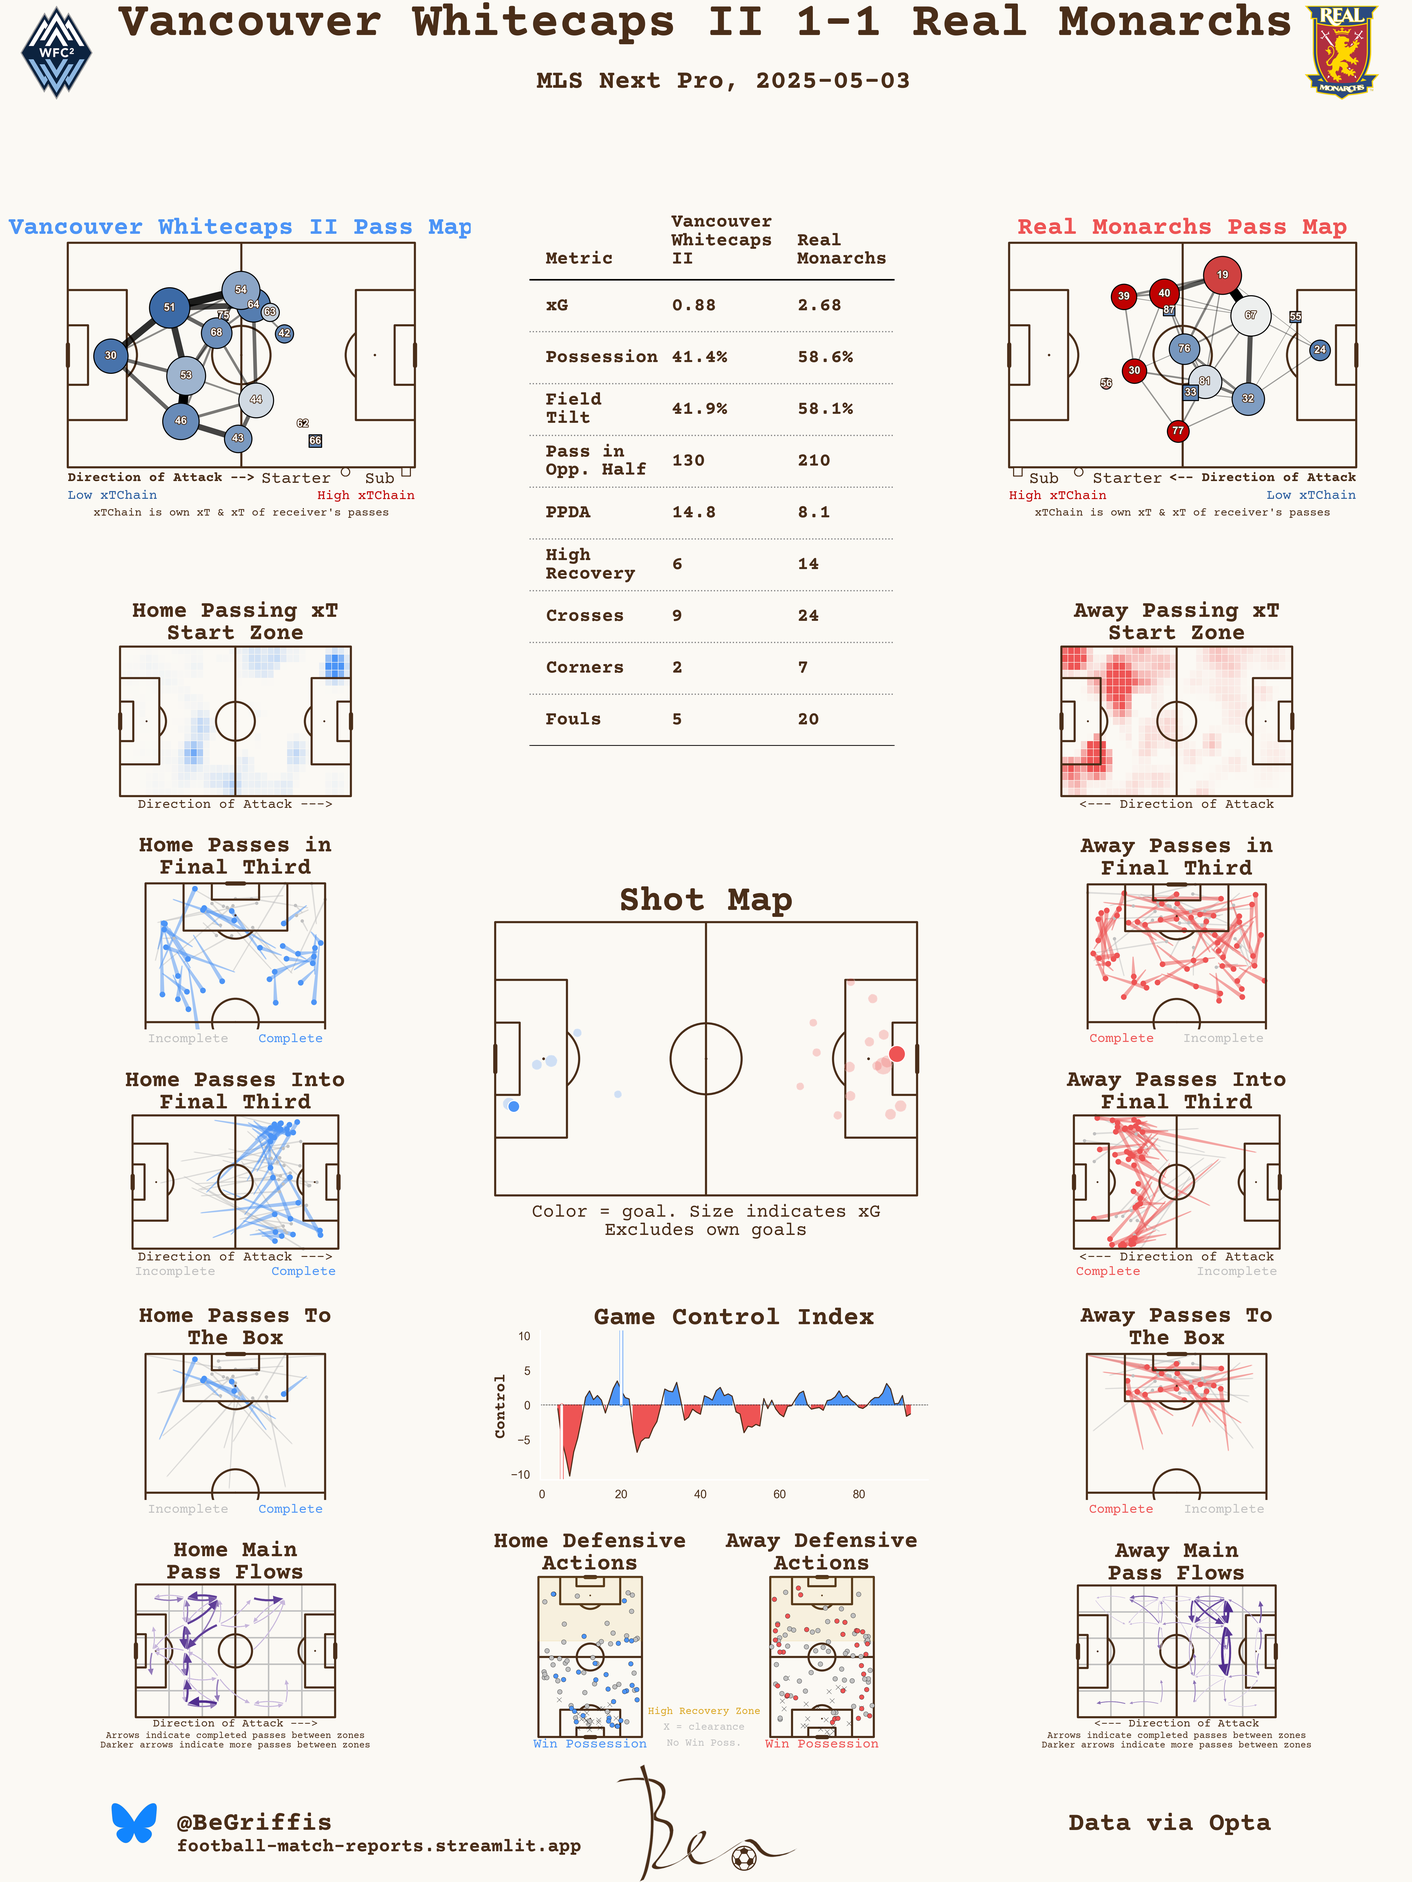 Vancouver Whitecaps II 1-1 Real Monarchs
MLS Next Pro, 2025-05-03
WFC2
REAL
MONARCHS
Vancouver Whitecaps II Pass Map
54
51
64
63
75
68
42
30
53
44
46
43
62
66
Direction of Attack --> Starter Sub
Low xTChain High xTChain
xTChain is own xT & xT of receiver's passes
Metric Vancouver Whitecaps II Real Monarchs
xG 0.88 2.68
Possession 41.4% 58.6%
Field Tilt 41.9% 58.1%
Pass in Opp. Half 130 210
PPDA 14.8 8.1
High Recovery 6 14
Crosses 9 24
Corners 2 7
Fouls 5 20
Real Monarchs Pass Map
19
39
40
87
67
55
76
24
30
81
56
33
32
77
Sub Starter <-- Direction of Attack
High xTChain Low xTChain
xTChain is own xT & xT of receiver's passes
Home Passing xT
Start Zone
Direction of Attack --->
Away Passing xT
Start Zone
<--- Direction of Attack
Home Passes in
Final Third
Incomplete Complete
Away Passes in
Final Third
Complete Incomplete
Shot Map
Color = goal. Size indicates xG
Excludes own goals
Home Passes Into
Final Third
Direction of Attack --->
Incomplete Complete
Away Passes Into
Final Third
<--- Direction of Attack
Complete Incomplete
Home Passes To
The Box
Incomplete Complete
Game Control Index
Control
10
5
0
−5
−10
0 20 40 60 80
Away Passes To
The Box
Complete Incomplete
Home Main
Pass Flows
Direction of Attack --->
Arrows indicate completed passes between zones
Darker arrows indicate more passes between zones
Home Defensive
Actions
Win Possession
Away Defensive
Actions
Win Possession
High Recovery Zone
X = clearance
No Win Poss.
Away Main
Pass Flows
<--- Direction of Attack
Arrows indicate completed passes between zones
Darker arrows indicate more passes between zones
@BeGriffis
football-match-reports.streamlit.app
Ben
Data via Opta